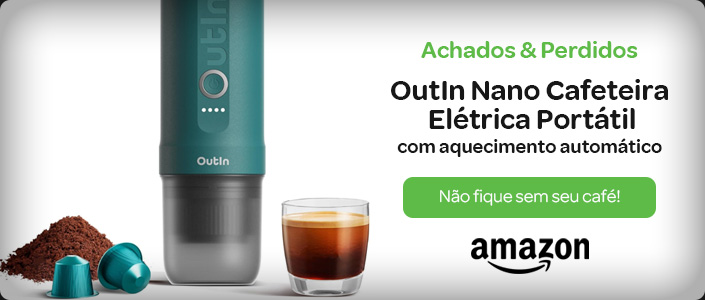 OutIn
OutIn
Achados & Perdidos
OutIn Nano Cafeteira
Elétrica Portátil
com aquecimento automático
Não fique sem seu café!
amazon